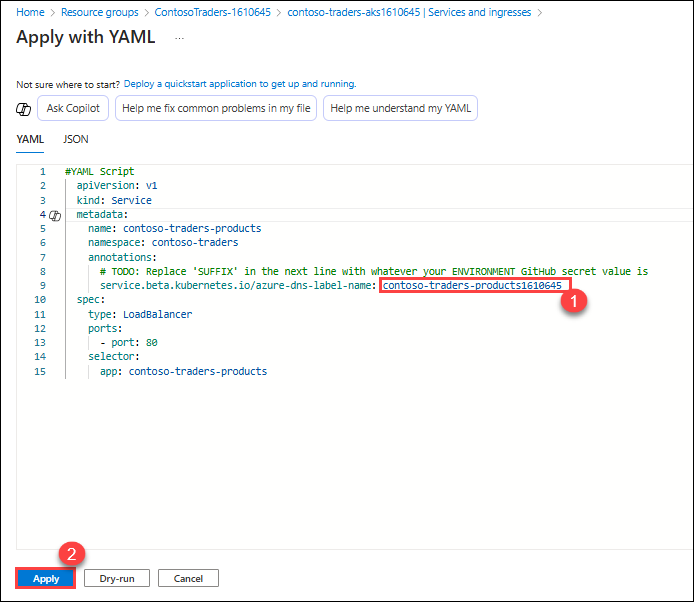 Home > Resource groups > ContosoTraders-1610645 > contoso-traders-aks1610645 | Services and Ingresses >
Apply with YAML ...
Not sure where to start? Deploy a quickstart application to get up and running.
Ask Copilot Help me fix common problems in my file Help me understand my YAML
YAML JSON
1 #YAML Script
2 apiVersion: v1
3 kind: Service
4 metadata:
5 name: contoso-traders-products
6 namespace: contoso-traders
7 annotations:
8 # TODO: Replace 'SUFFIX' in the next line with whatever your ENVIRONMENT GitHub secret value is
9 service.beta.kubernetes.io/azure-dns-label-name: contoso-traders-products1610645
1
10 spec:
11 type: LoadBalancer
12 ports:
13 - port: 80
14 selector:
15 app: contoso-traders-products
2
Apply Dry-run Cancel